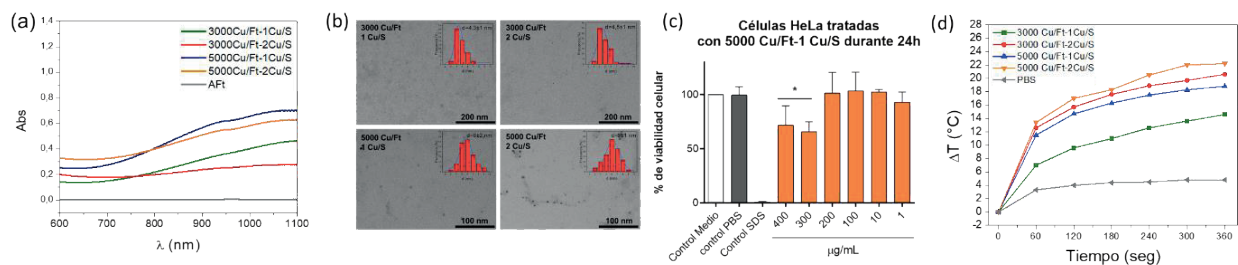 (a)
3000Cu/Ft-1Cu/S
3000Cu/Ft-2Cu/S
5000Cu/Ft-1Cu/S
5000Cu/Ft-2Cu/S
AFt
Abs
1.0
0.8
0.6
0.4
0.2
0.0
600
700
800
900
1000
1100
λ (nm)
(b)
3000 Cu/Ft
1 Cu/S
200 nm
3000 Cu/Ft
2 Cu/S
200 nm
5000 Cu/Ft
1 Cu/S
100 nm
5000 Cu/Ft
2 Cu/S
100 nm
(c)
Células HeLa tratadas
con 5000 Cu/Ft-1 Cu/S durante 24h
% de viabilidad celular
150
100
50
0
*
Control Medio
control PBS
Control SDS
400
300
200
100
10
1
μg/mL
(d)
3000 Cu/Ft-1Cu/S
3000 Cu/Ft-2Cu/S
5000 Cu/Ft-1Cu/S
5000 Cu/Ft-2Cu/S
PBS
ΔT (°C)
28
26
24
22
20
18
16
14
12
10
8
6
4
2
0
-2
0
60
120
180
240
300
360
Tiempo (seg)